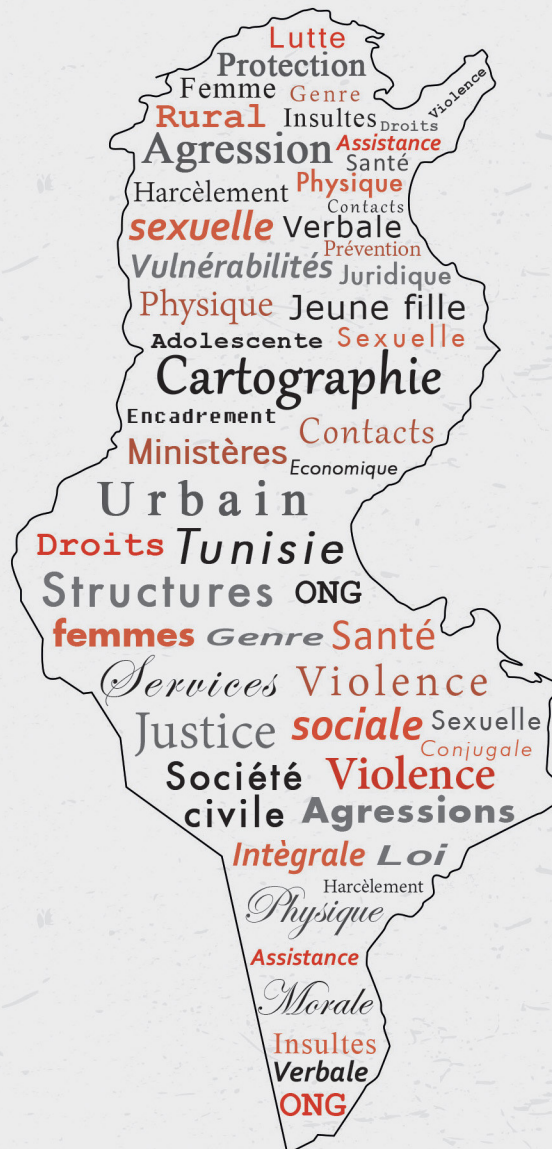 Lutte
Protection
Femme Genre Violence
Rural Insultes Droits
Agression Assistance
Santé
Harcèlement Physique
Contacts
sexuelle Verbale
Prévention
Vulnérabilités Juridique
Physique Jeune fille
Adolescente Sexuelle
Cartographie
Encadrement Contacts
Ministères Economique
Urbain
Droits Tunisie
Structures ONG
femmes Genre Santé
Services Violence
Justice sociale Sexuelle
Conjugale
Société Violence
civile Agressions
Intègrale Loi
Harcèlement
Physique
Assistance
Morale
Insultes
Verbale
ONG